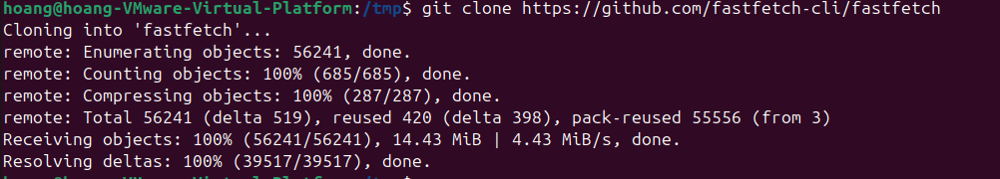 hoang@hoang-VMware-Virtual-Platform:/tmp$ git clone https://github.com/fastfetch-cli/fastfetch
Cloning into 'fastfetch'...
remote: Enumerating objects: 56241, done.
remote: Counting objects: 100% (685/685), done.
remote: Compressing objects: 100% (287/287), done.
remote: Total 56241 (delta 519), reused 420 (delta 398), pack-reused 55556 (from 3)
Receiving objects: 100% (56241/56241), 14.43 MiB | 4.43 MiB/s, done.
Resolving deltas: 100% (39517/39517), done.